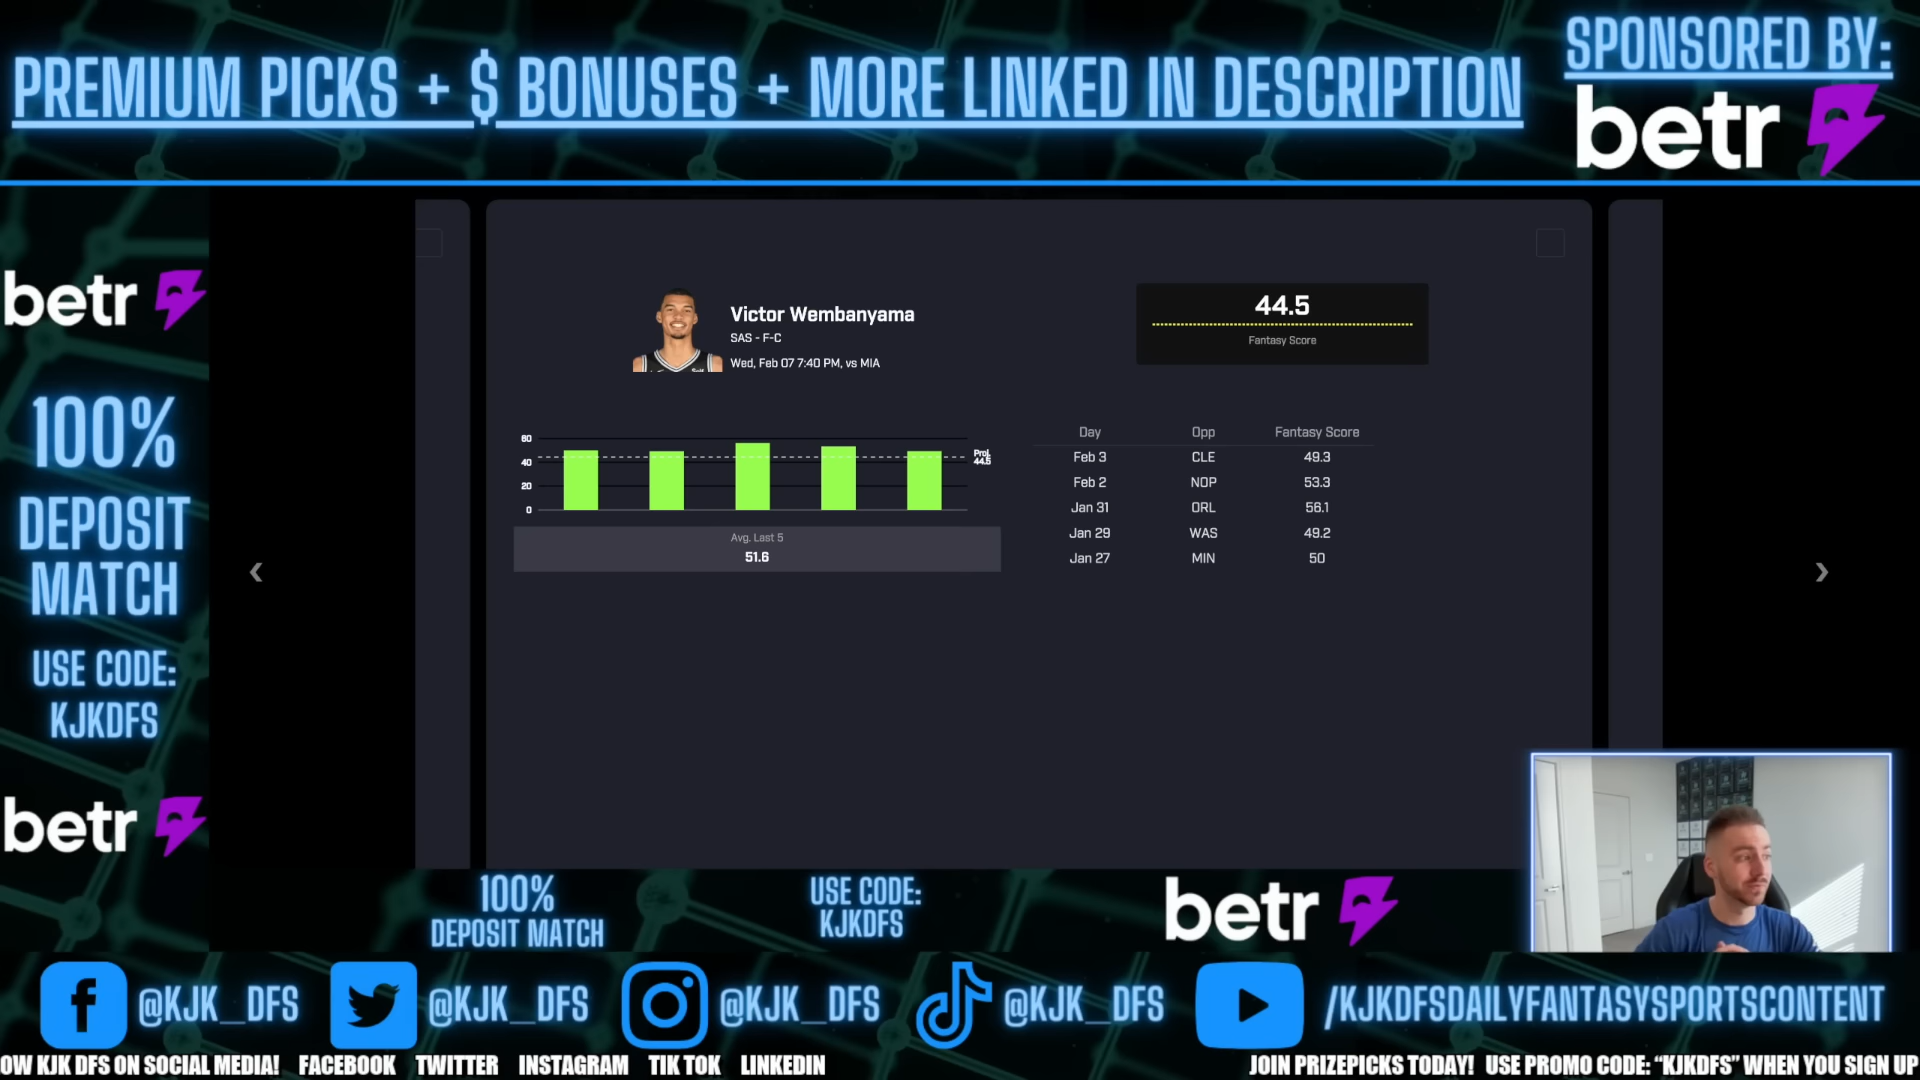 PREMIUM PICKS + $ BONUSES + MORE LINKED IN DESCRIPTION
SPONSORED BY:
betr
betr
100%
DEPOSIT
MATCH
USE CODE:
KJKDFS
betr
Victor Wembanyama
SAS - F-C
Wed, Feb 07 7:40 PM, vs MIA
44.5
Fantasy Score
60
40
20
0
Proj.
44.5
Avg. Last 5
51.6
Day Opp Fantasy Score
Feb 3 CLE 49.3
Feb 2 NOP 53.3
Jan 31 ORL 56.1
Jan 29 WAS 49.2
Jan 27 MIN 50
100%
DEPOSIT MATCH
USE CODE:
KJKDFS
betr
@KJK_DFS @KJK_DFS @KJK_DFS @KJK_DFS /KJKDFSDAILYFANTASYSPORTSCONTENT
OW KJK DFS ON SOCIAL MEDIA! FACEBOOK TWITTER INSTAGRAM TIK TOK LINKEDIN JOIN PRIZEPICKS TODAY! USE PROMO CODE: "KJKDFS" WHEN YOU SIGN UP